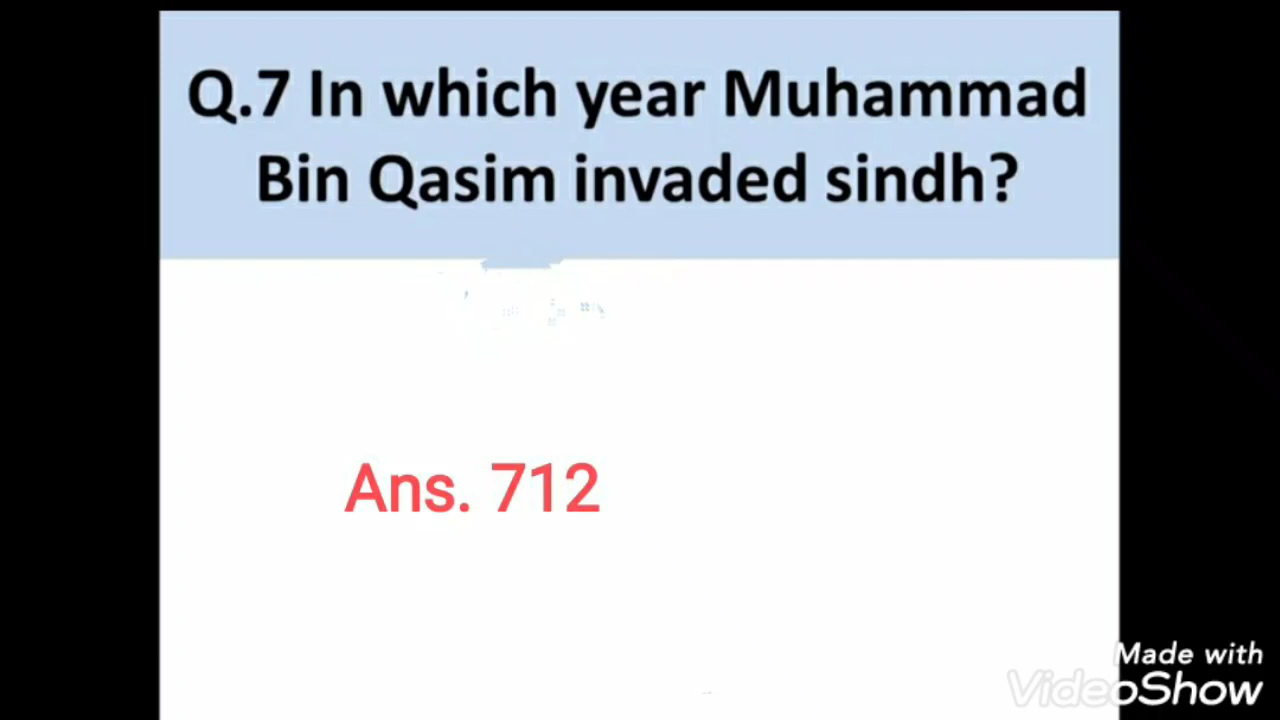 Q.7 In which year Muhammad
Bin Qasim invaded sindh?
Ans. 712
Made with
VideoShow